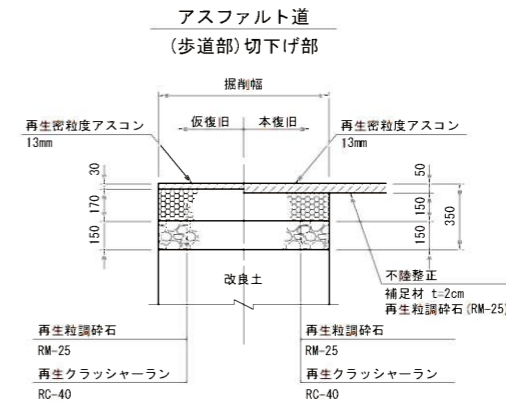 アスファルト道
(歩道部)切下げ部
掘削幅
仮復旧
本復旧
再生密粒度アスコン
13mm
再生密粒度アスコン
13mm
30
170
150
50
150
150
350
不陸整正
補足材 t=2cm
再生粒調砕石(RM-25)
改良土
再生粒調砕石
RM-25
再生クラッシャーラン
RC-40
再生粒調砕石
RM-25
再生クラッシャーラン
RC-40